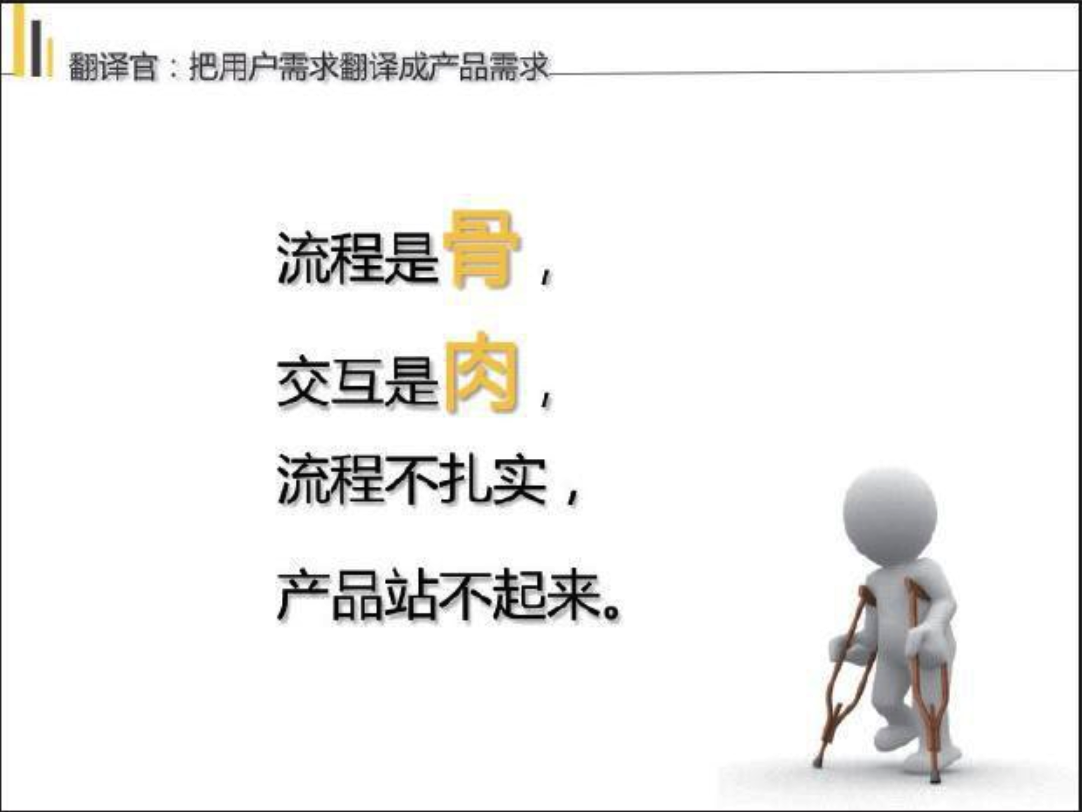 翻译官：把用户需求翻译成产品需求
流程是骨，
交互是肉，
流程不扎实，
产品站不起来。